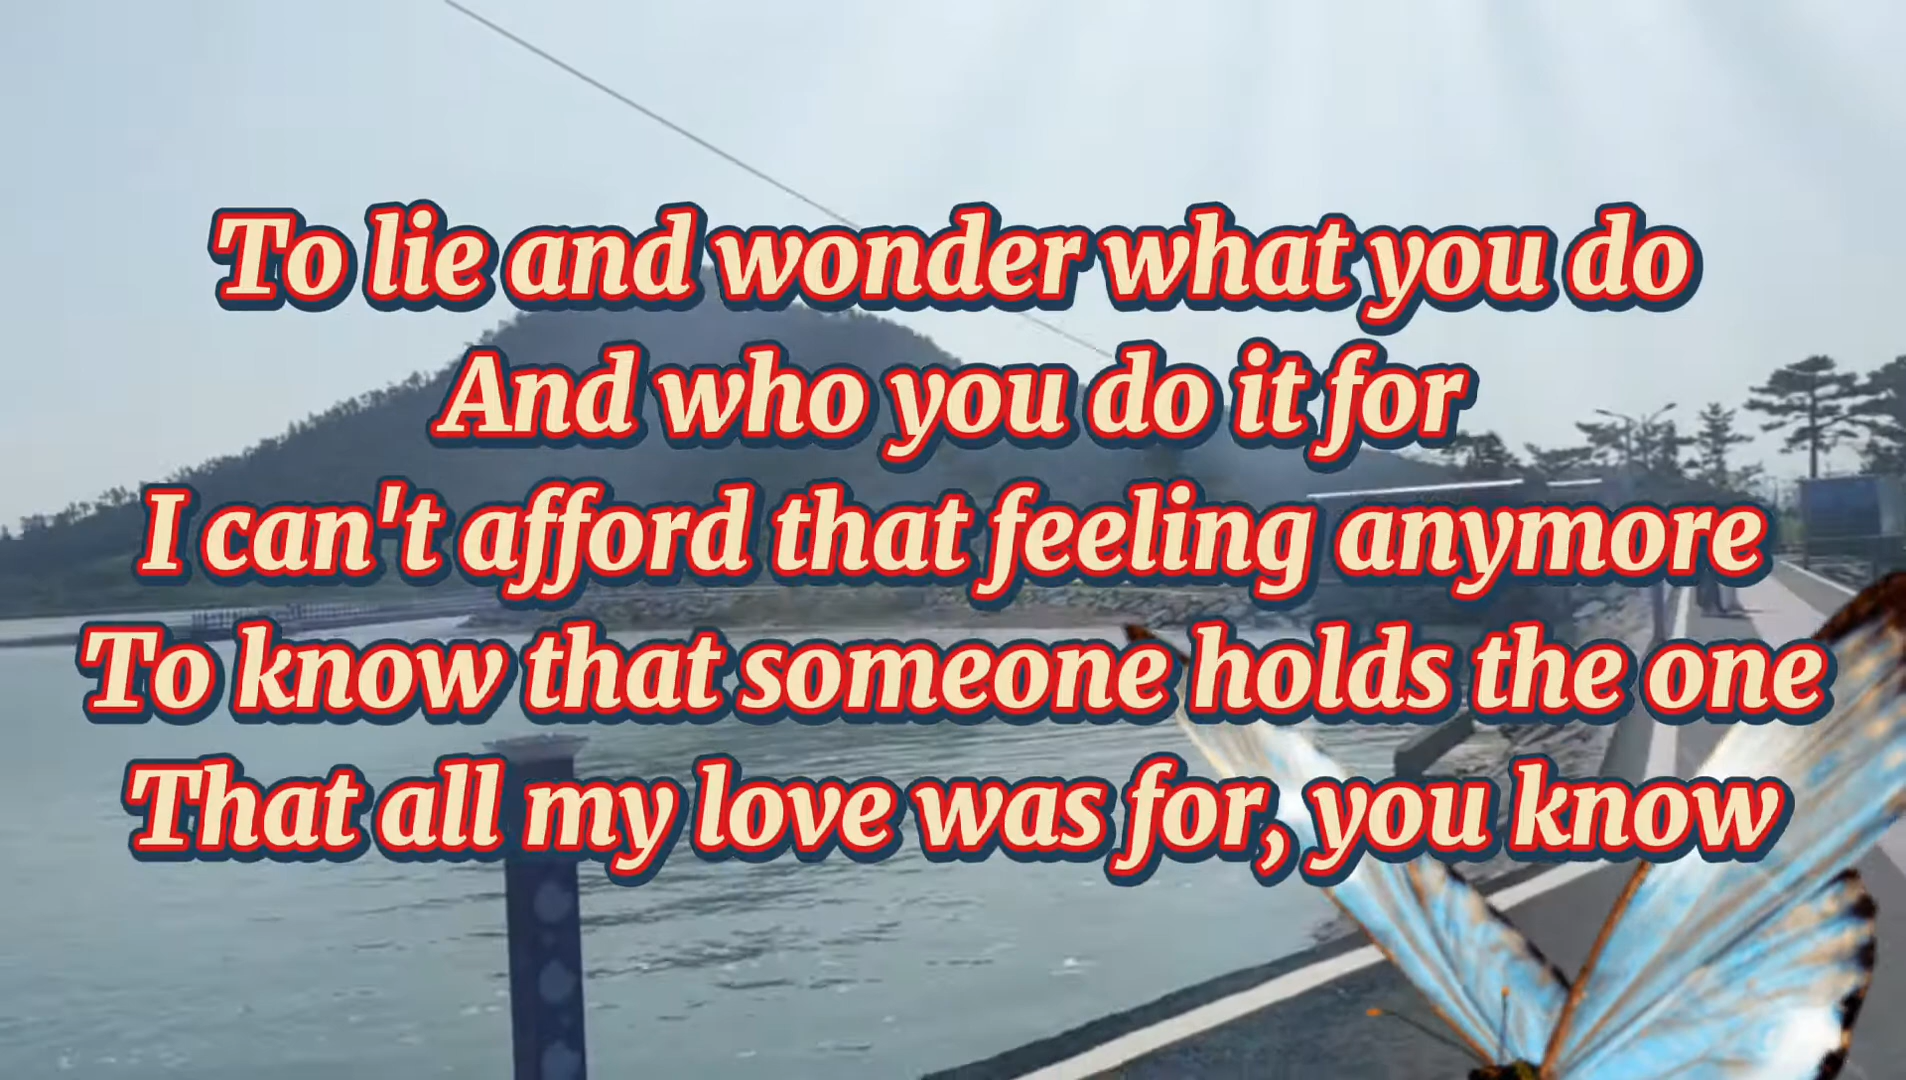 To lie and wonder what you do
And who you do it for
I can't afford that feeling anymore
To know that someone holds the one
That all my love was for, you know